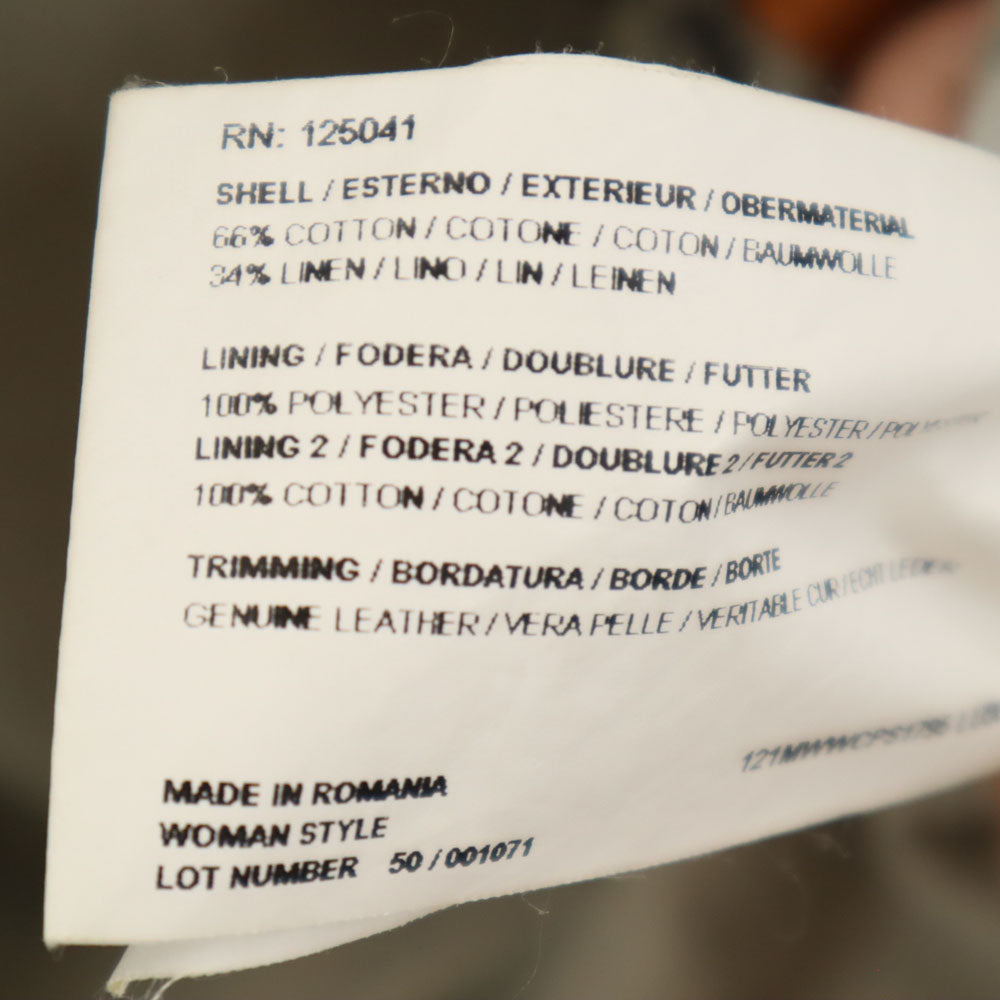 RN: 125041
SHELL / ESTERNO / EXTERIEUR / OBERMATERIAL
66% COTTON / COTONE / COTON / BAUMWOLLE
34% LINEN / LINO / LIN / LEINEN
LINING / FODERA / DOUBLURE / FUTTER
100% POLYESTER / POLIESTERE / POLYESTER /
LINING 2 / FODERA 2 / DOUBLURE 2 / FUTTER 2
100% COTTON / COTONE / COTON / BAUMWOLLE
TRIMMING / BORDATURA / BORDE / BORTE
GENUINE LEATHER / VERA PELLE / VERITABLE CUR / ECHT
MADE IN ROMANIA
WOMAN STYLE
LOT NUMBER 50 / 001071